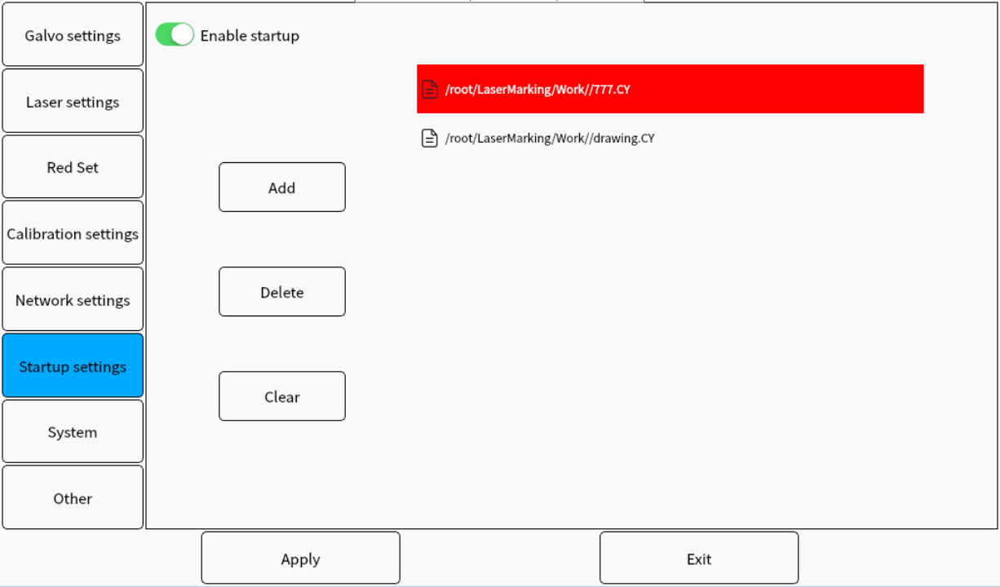 Galvo settings
Laser settings
Red Set
Calibration settings
Network settings
Startup settings
System
Other
Enable startup
/root/LaserMarking/Work//777.CY
/root/LaserMarking/Work//drawing.CY
Add
Delete
Clear
Apply
Exit